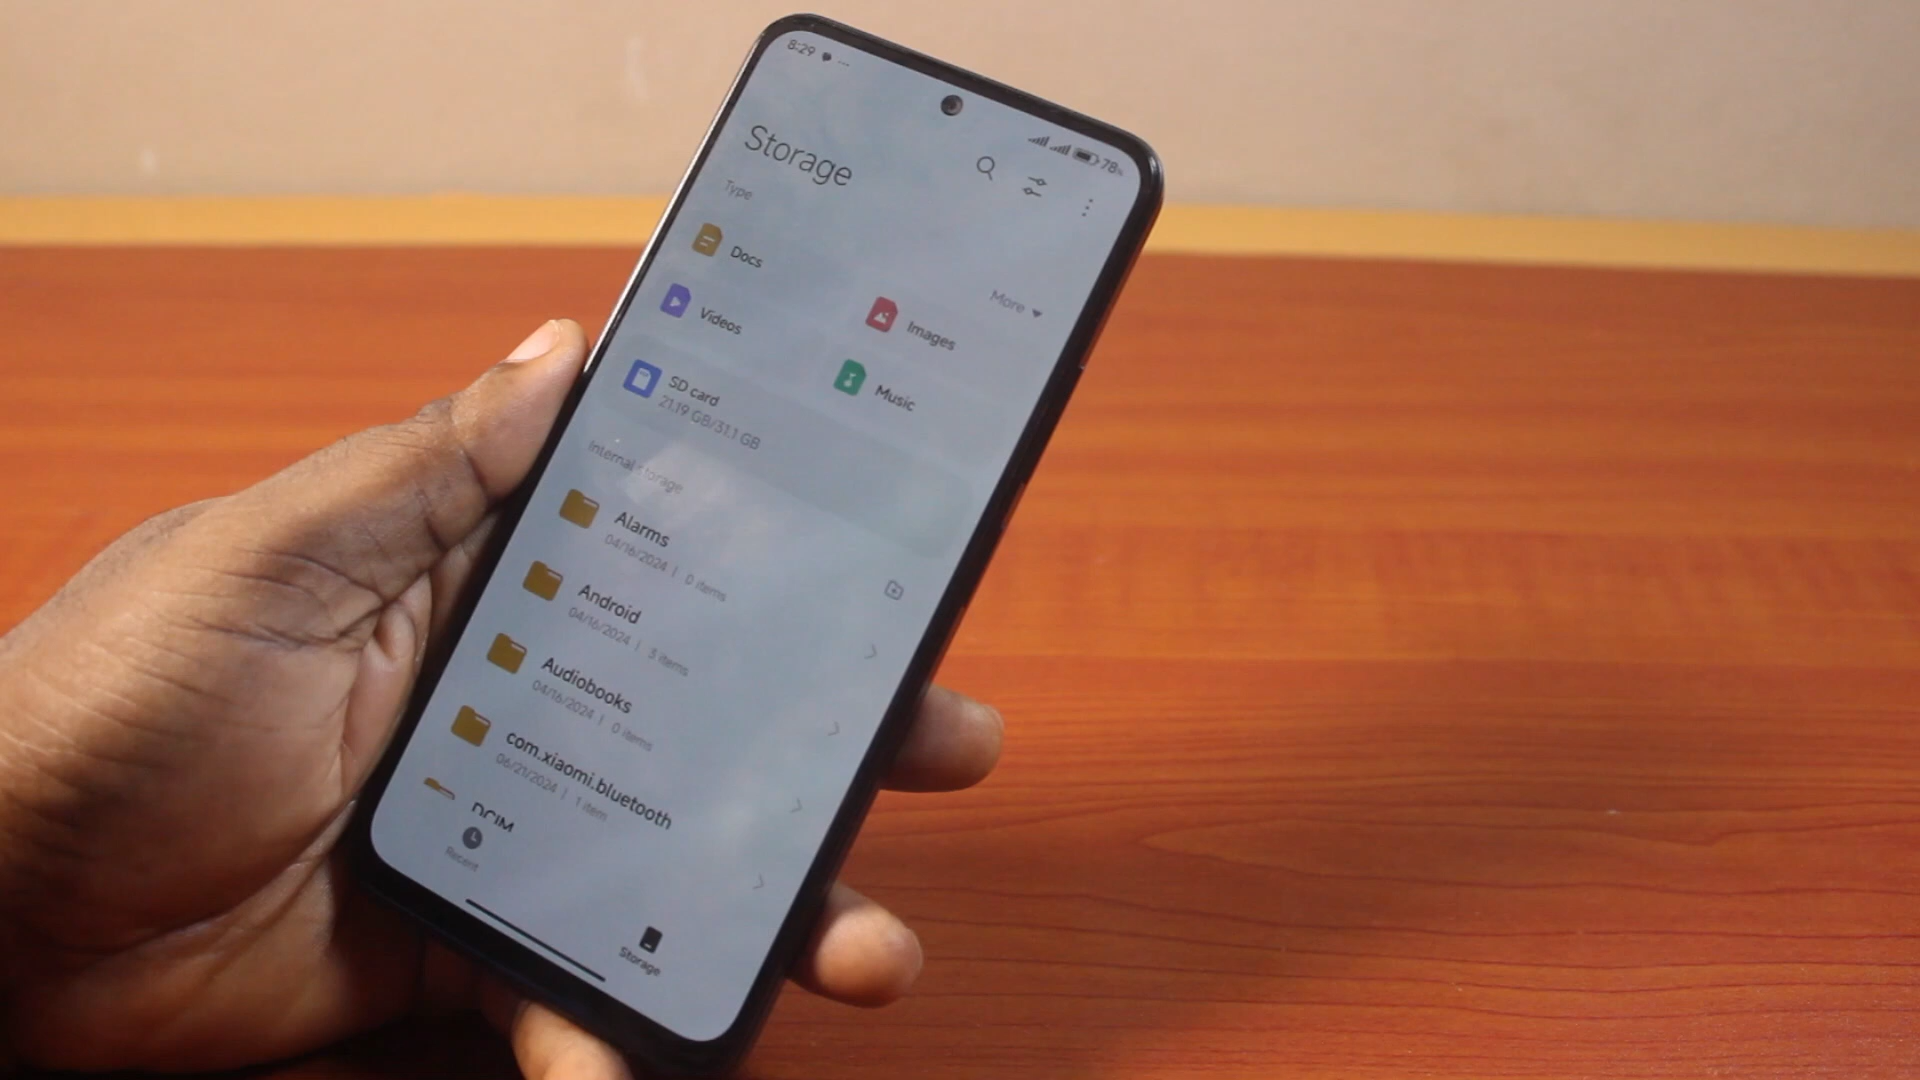 8:29
78%
Storage
Type
More
Docs
Images
Videos
Music
SD card
21.19 GB/31.1 GB
Internal storage
Alarms
04/16/2024 | 0 items
Android
04/16/2024 | 3 items
Audiobooks
04/16/2024 | 0 items
com.xiaomi.bluetooth
06/21/2024 | 1 item
DCIM
Recent
Storage